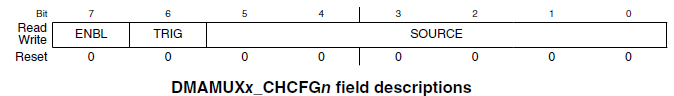 Bit 7 6 5 4 3 2 1 0
Read
Write ENBL TRIG SOURCE
Reset 0 0 0 0 0 0 0 0
DMAMUXx_CHCFGn field descriptions